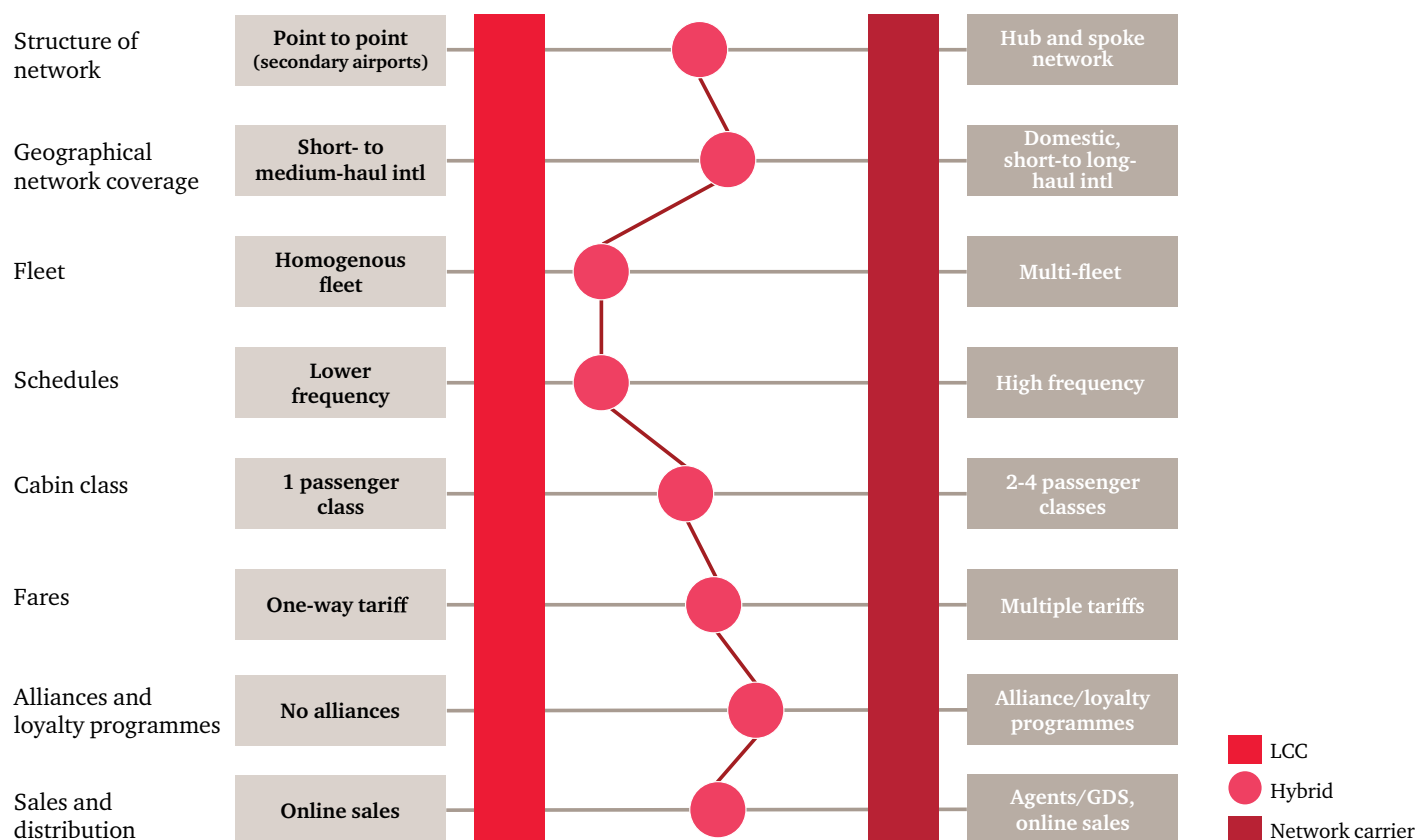 Structure of
network
Point to point
(secondary airports)
Hub and spoke
network
Geographical
network coverage
Short- to
medium-haul intl
Domestic,
short-to long-
haul intl
Fleet
Homogenous
fleet
Multi-fleet
Schedules
Lower
frequency
High frequency
Cabin class
1 passenger
class
2-4 passenger
classes
Fares
One-way tariff
Multiple tariffs
Alliances and
loyalty programmes
No alliances
Alliance/loyalty
programmes
Sales and
distribution
Online sales
Agents/GDS,
online sales
LCC
Hybrid
Network carrier